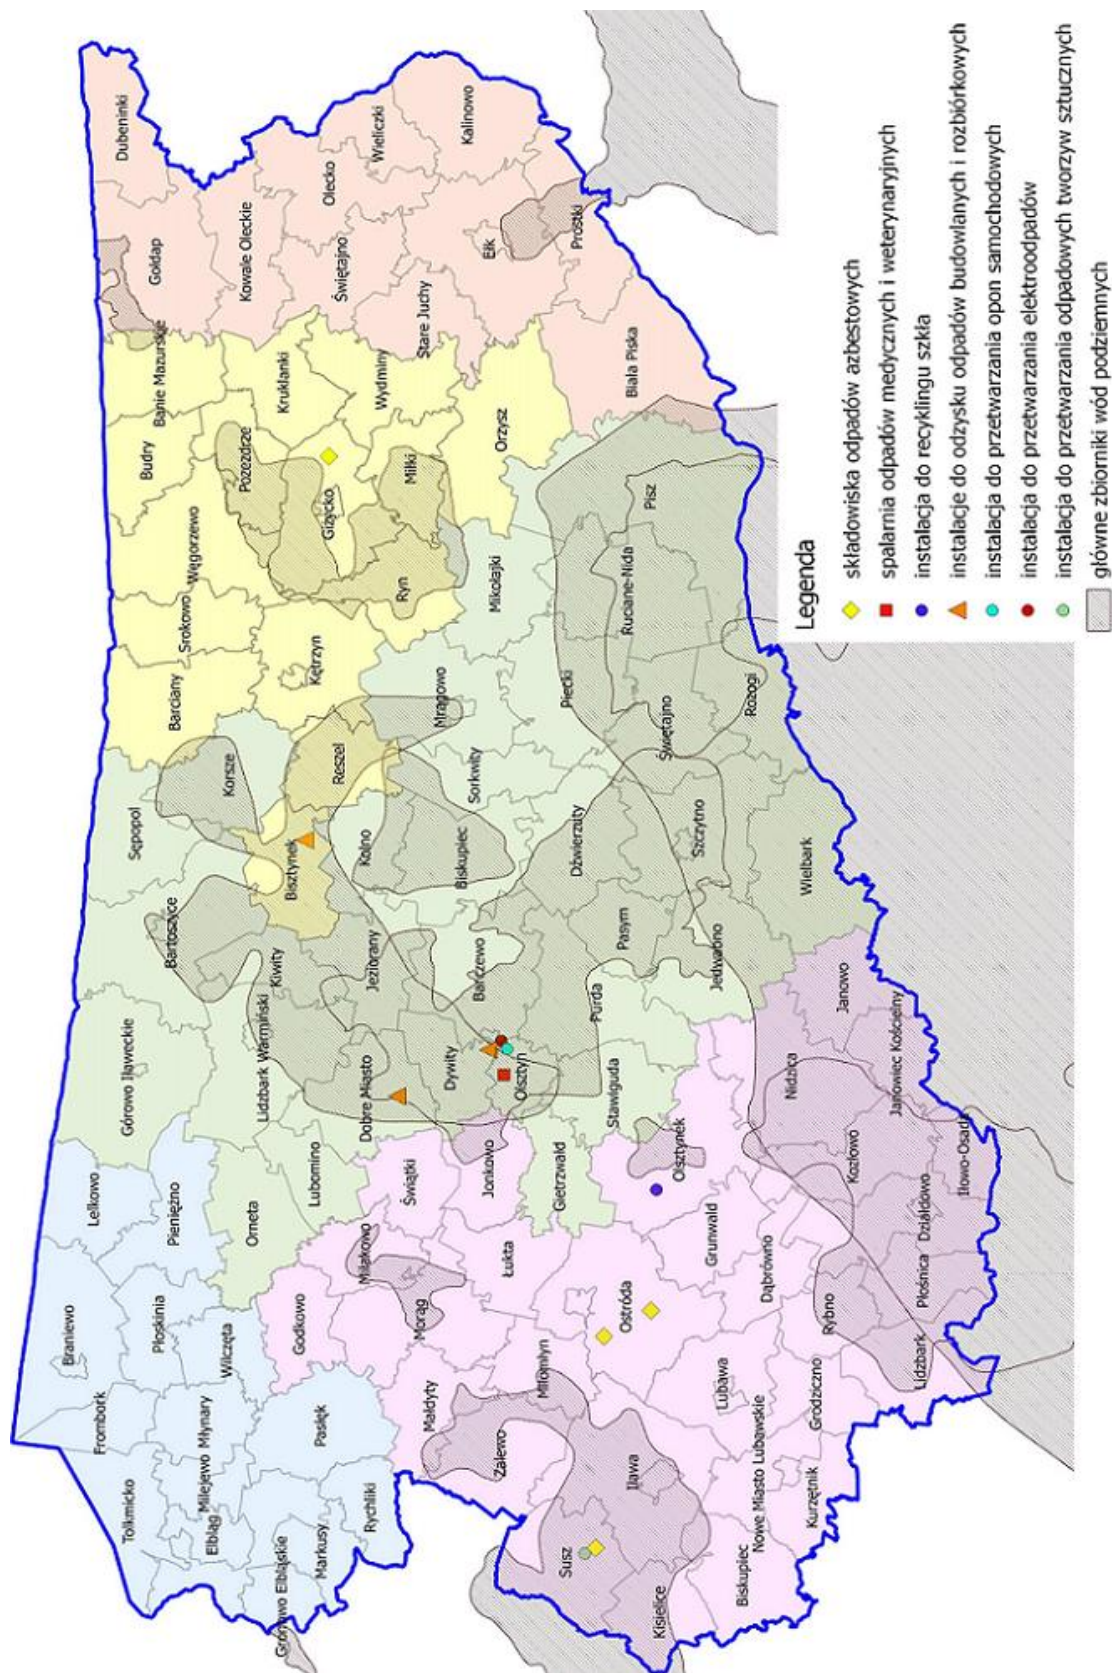 Dubeninki
Gołdap
Banie Mazurskie
Budry
Węgorzewo
Srokowo
Barciany
Sępopol
Bartoszyce
Górowo Iławeckie
Lelkowo
Braniewo
Frombork
Tolkmicko
Kowale Oleckie
Olecko
Wieliczki
Świętajno
Kalinowo
Stare Juchy
Ełk
Prostki
Kruklanki
Pozezdrze
Giżycko
Wydminy
Miłki
Ryn
Orzysz
Biała Piska
Kętrzyn
Korsze
Reszel
Bisztynek
Kolno
Kiwity
Lidzbark Warmiński
Jeziorany
Dobre Miasto
Lubomino
Orneta
Pieniężno
Płoskinia
Wilczęta
Młynary
Milejewo
Elbląg
Gronowo Elbląskie
Markusy
Rychliki
Pasłęk
Godkowo
Mikołajki
Mrągowo
Sorkwity
Biskupiec
Barczewo
Dywity
Olsztyn
Jonkowo
Świątki
Miłakowo
Morąg
Małdyty
Łukta
Gietrzwałd
Stawiguda
Purda
Pasym
Dźwierzuty
Piecki
Ruciane-Nida
Pisz
Świętajno
Rozogi
Szczytno
Wielbark
Jedwabno
Olsztynek
Ostróda
Miłomłyn
Zalewo
Susz
Iława
Kisielice
Biskupiec
Nowe Miasto Lubawskie
Kurzętnik
Lubawa
Grodziczno
Grunwald
Dąbrówno
Rybno
Lidzbark
Płośnica
Działdowo
Iłowo-Osada
Kozłowo
Nidzica
Janowo
Janowiec Kościelny
Legenda
składowiska odpadów azbestowych
spalarnia odpadów medycznych i weterynaryjnych
instalacja do recyklingu szkła
instalacje do odzysku odpadów budowlanych i rozbiórkowych
instalacja do przetwarzania opon samochodowych
instalacja do przetwarzania elektroodpadów
instalacja do przetwarzania odpadowych tworzyw sztucznych
główne zbiorniki wód podziemnych